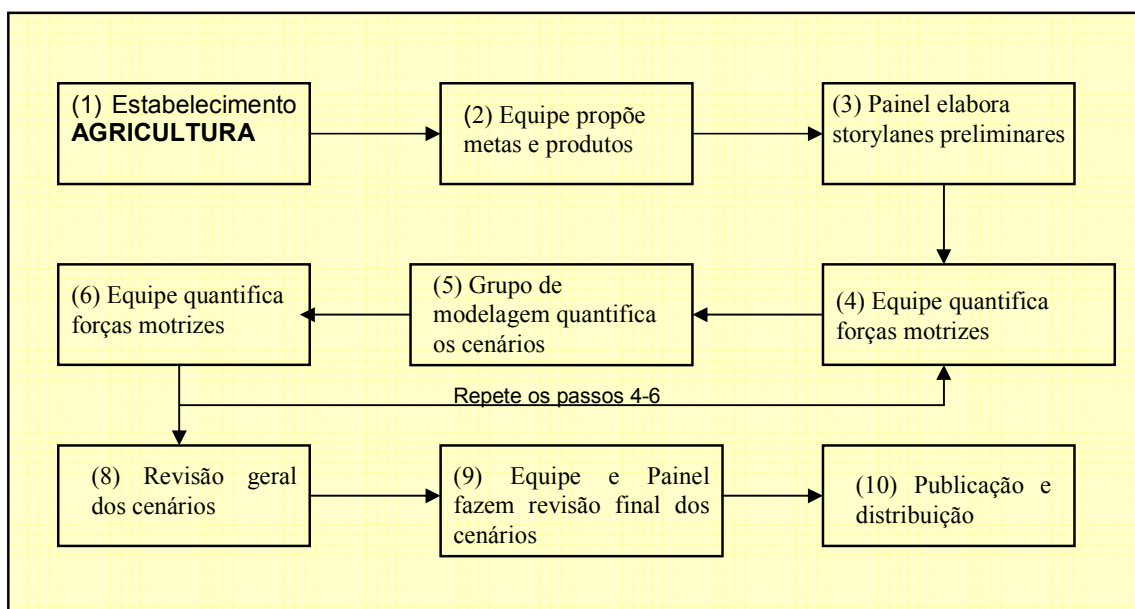 (1) Estabelecimento
AGRICULTURA
(2) Equipe propõe
metas e produtos
(3) Painel elabora
storylanes preliminares
(6) Equipe quantifica
forças motrizes
(5) Grupo de
modelagem quantifica
os cenários
(4) Equipe quantifica
forças motrizes
Repete os passos 4-6
(8) Revisão geral
dos cenários
(9) Equipe e Painel
fazem revisão final dos
cenários
(10) Publicação e
distribuição